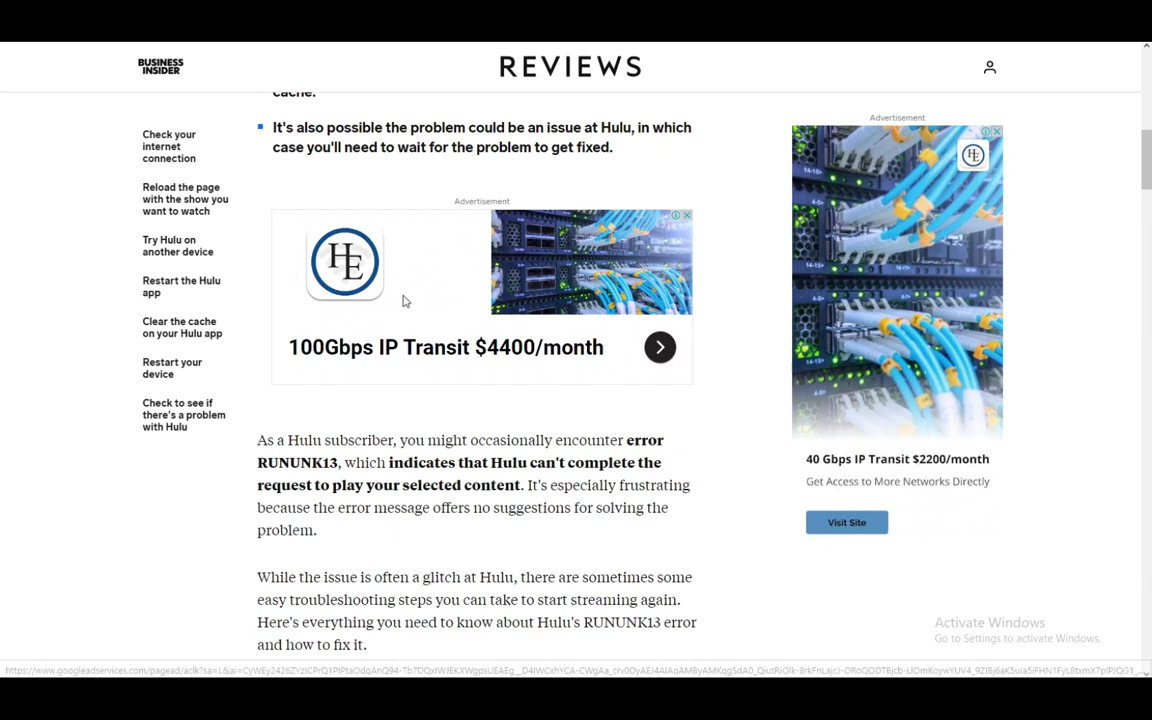 BUSINESS
INSIDER
REVIEWS
Check your
internet
connection
Reload the page
with the show you
want to watch
Try Hulu on
another device
Restart the Hulu
app
Clear the cache
on your Hulu app
Restart your
device
Check to see if
there's a problem
with Hulu
cache.
It's also possible the problem could be an issue at Hulu, in which
case you'll need to wait for the problem to get fixed.
Advertisement
HE
100Gbps IP Transit $4400/month
As a Hulu subscriber, you might occasionally encounter error
RUNUNK13, which indicates that Hulu can't complete the
request to play your selected content. It's especially frustrating
because the error message offers no suggestions for solving the
problem.
While the issue is often a glitch at Hulu, there are sometimes some
easy troubleshooting steps you can take to start streaming again.
Here's everything you need to know about Hulu's RUNUNK13 error
and how to fix it.
Advertisement
HE
40 Gbps IP Transit $2200/month
Get Access to More Networks Directly
Visit Site
Activate Windows
Go to Settings to activate Windows.